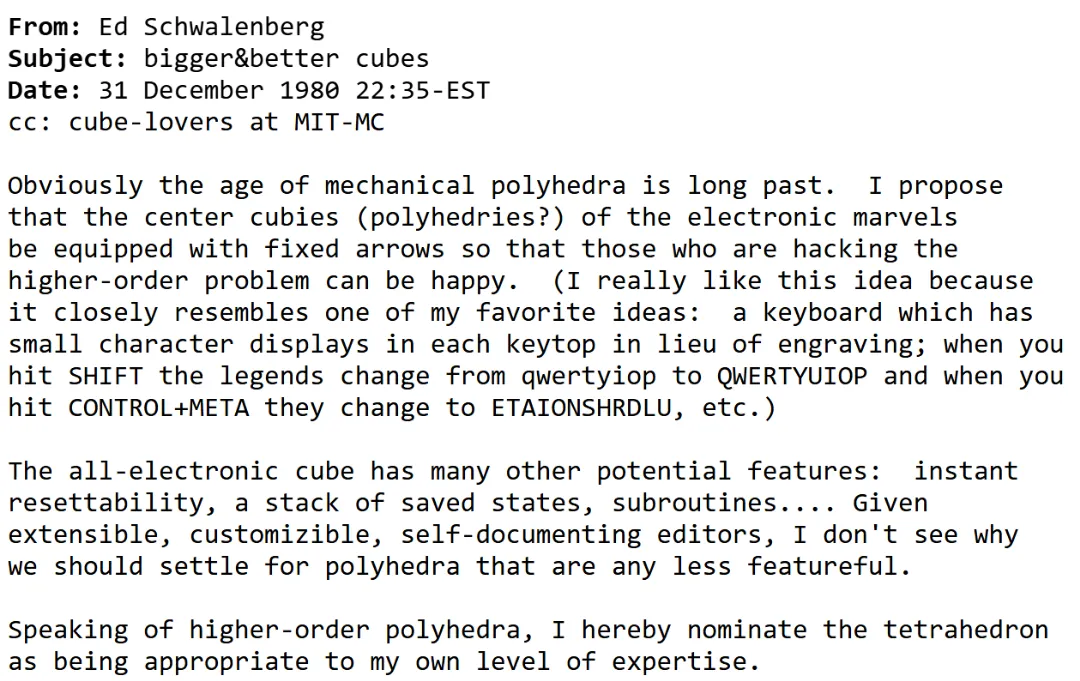 From: Ed Schwalenberg
Subject: bigger&better cubes
Date: 31 December 1980 22:35-EST
cc: cube-lovers at MIT-MC
Obviously the age of mechanical polyhedra is long past.  I propose
that the center cubies (polyhedries?) of the electronic marvels
be equipped with fixed arrows so that those who are hacking the
higher-order problem can be happy.  (I really like this idea because
it closely resembles one of my favorite ideas:  a keyboard which has
small character displays in each keytop in lieu of engraving; when you
hit SHIFT the legends change from qwertyiop to QWERTYUIOP and when you
hit CONTROL+META they change to ETAIONSHRDLU, etc.)
The all-electronic cube has many other potential features:  instant
resettability, a stack of saved states, subroutines.... Given
extensible, customizible, self-documenting editors, I don't see why
we should settle for polyhedra that are any less featureful.
Speaking of higher-order polyhedra, I hereby nominate the tetrahedron
as being appropriate to my own level of expertise.